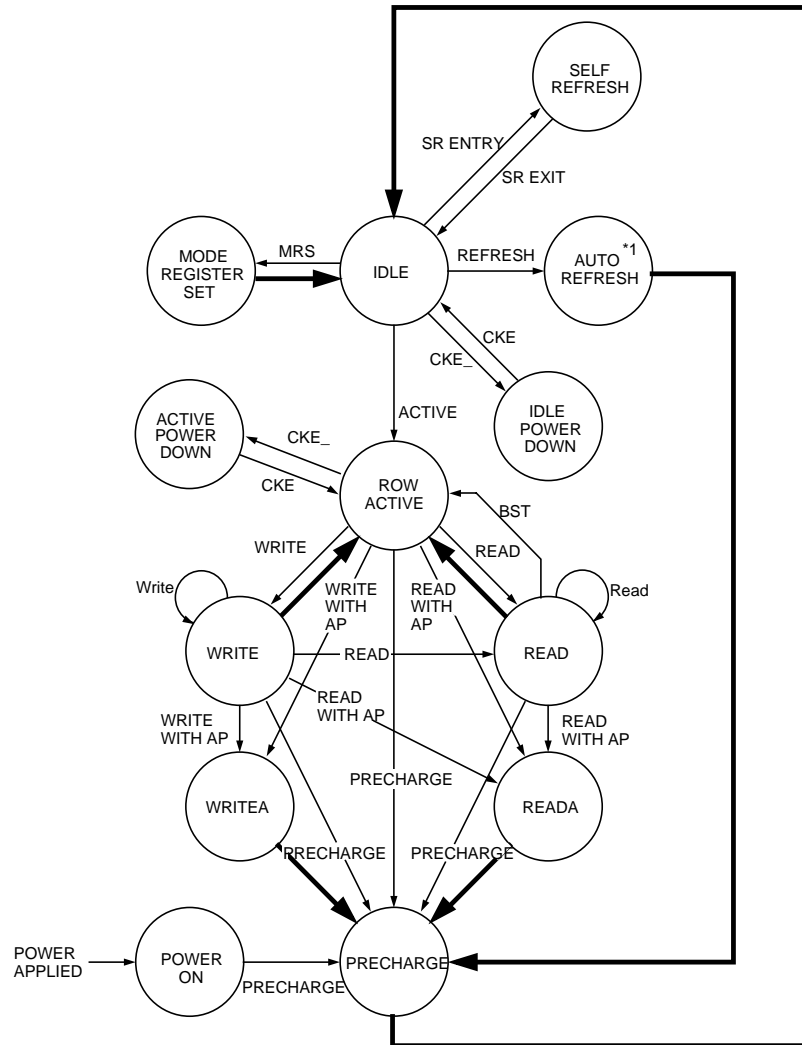 SELF
REFRESH
SR ENTRY
SR EXIT
MODE
REGISTER
SET
MRS
IDLE
REFRESH
*1
AUTO
REFRESH
CKE
CKE_
ACTIVE
IDLE
POWER
DOWN
ACTIVE
POWER
DOWN
CKE_
CKE
ROW
ACTIVE
BST
WRITE
READ
Write
WRITE
WITH
AP
READ
WITH
AP
Read
WRITE
READ
READ
READ
WITH AP
WRITE
WITH AP
READ
WITH AP
PRECHARGE
WRITEA
READA
PRECHARGE
PRECHARGE
POWER
APPLIED
POWER
ON
PRECHARGE
PRECHARGE